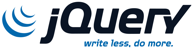 jQuery
write less, do more.